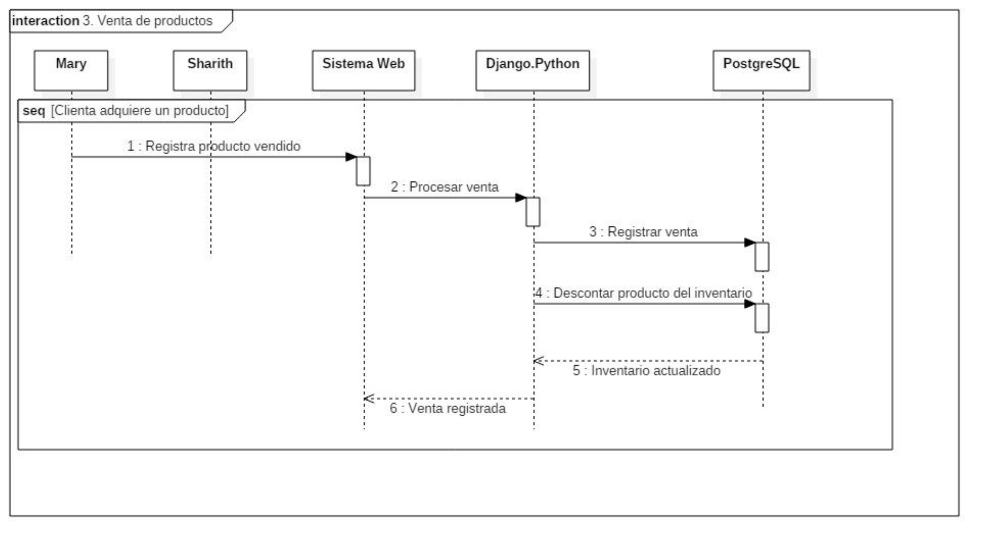 interaction 3. Venta de productos
Mary
Sharith
Sistema Web
Django.Python
PostgreSQL
seq [Clienta adquiere un producto]
1 : Registra producto vendido
2 : Procesar venta
3 : Registrar venta
4 : Descontar producto del inventario
5 : Inventario actualizado
6 : Venta registrada